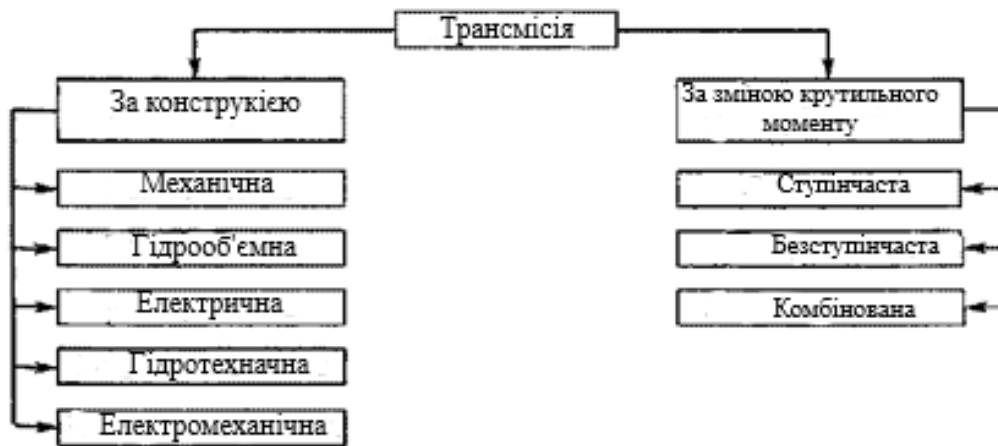 Трансмісія
За конструкією
Механічна
Гідрооб'ємна
Електрична
Гідротехначна
Електромеханічна
За зміною крутильного
моменту
Ступінчаста
Безступінчаста
Комбінована